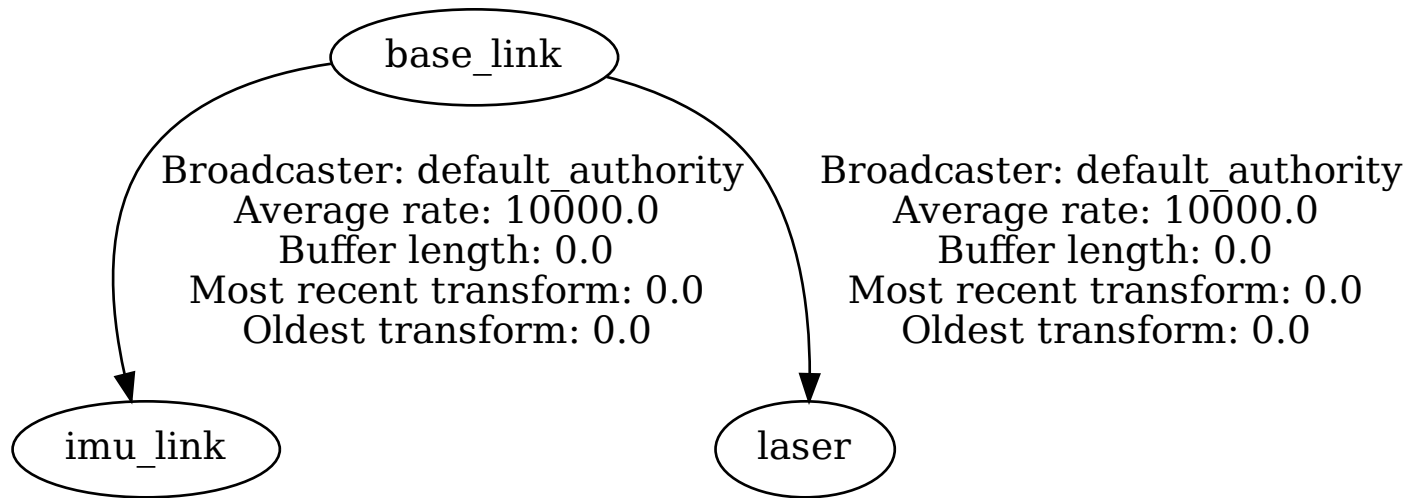 base_link
Broadcaster: default_authority
Average rate: 10000.0
Buffer length: 0.0
Most recent transform: 0.0
Oldest transform: 0.0
Broadcaster: default_authority
Average rate: 10000.0
Buffer length: 0.0
Most recent transform: 0.0
Oldest transform: 0.0
imu_link
laser